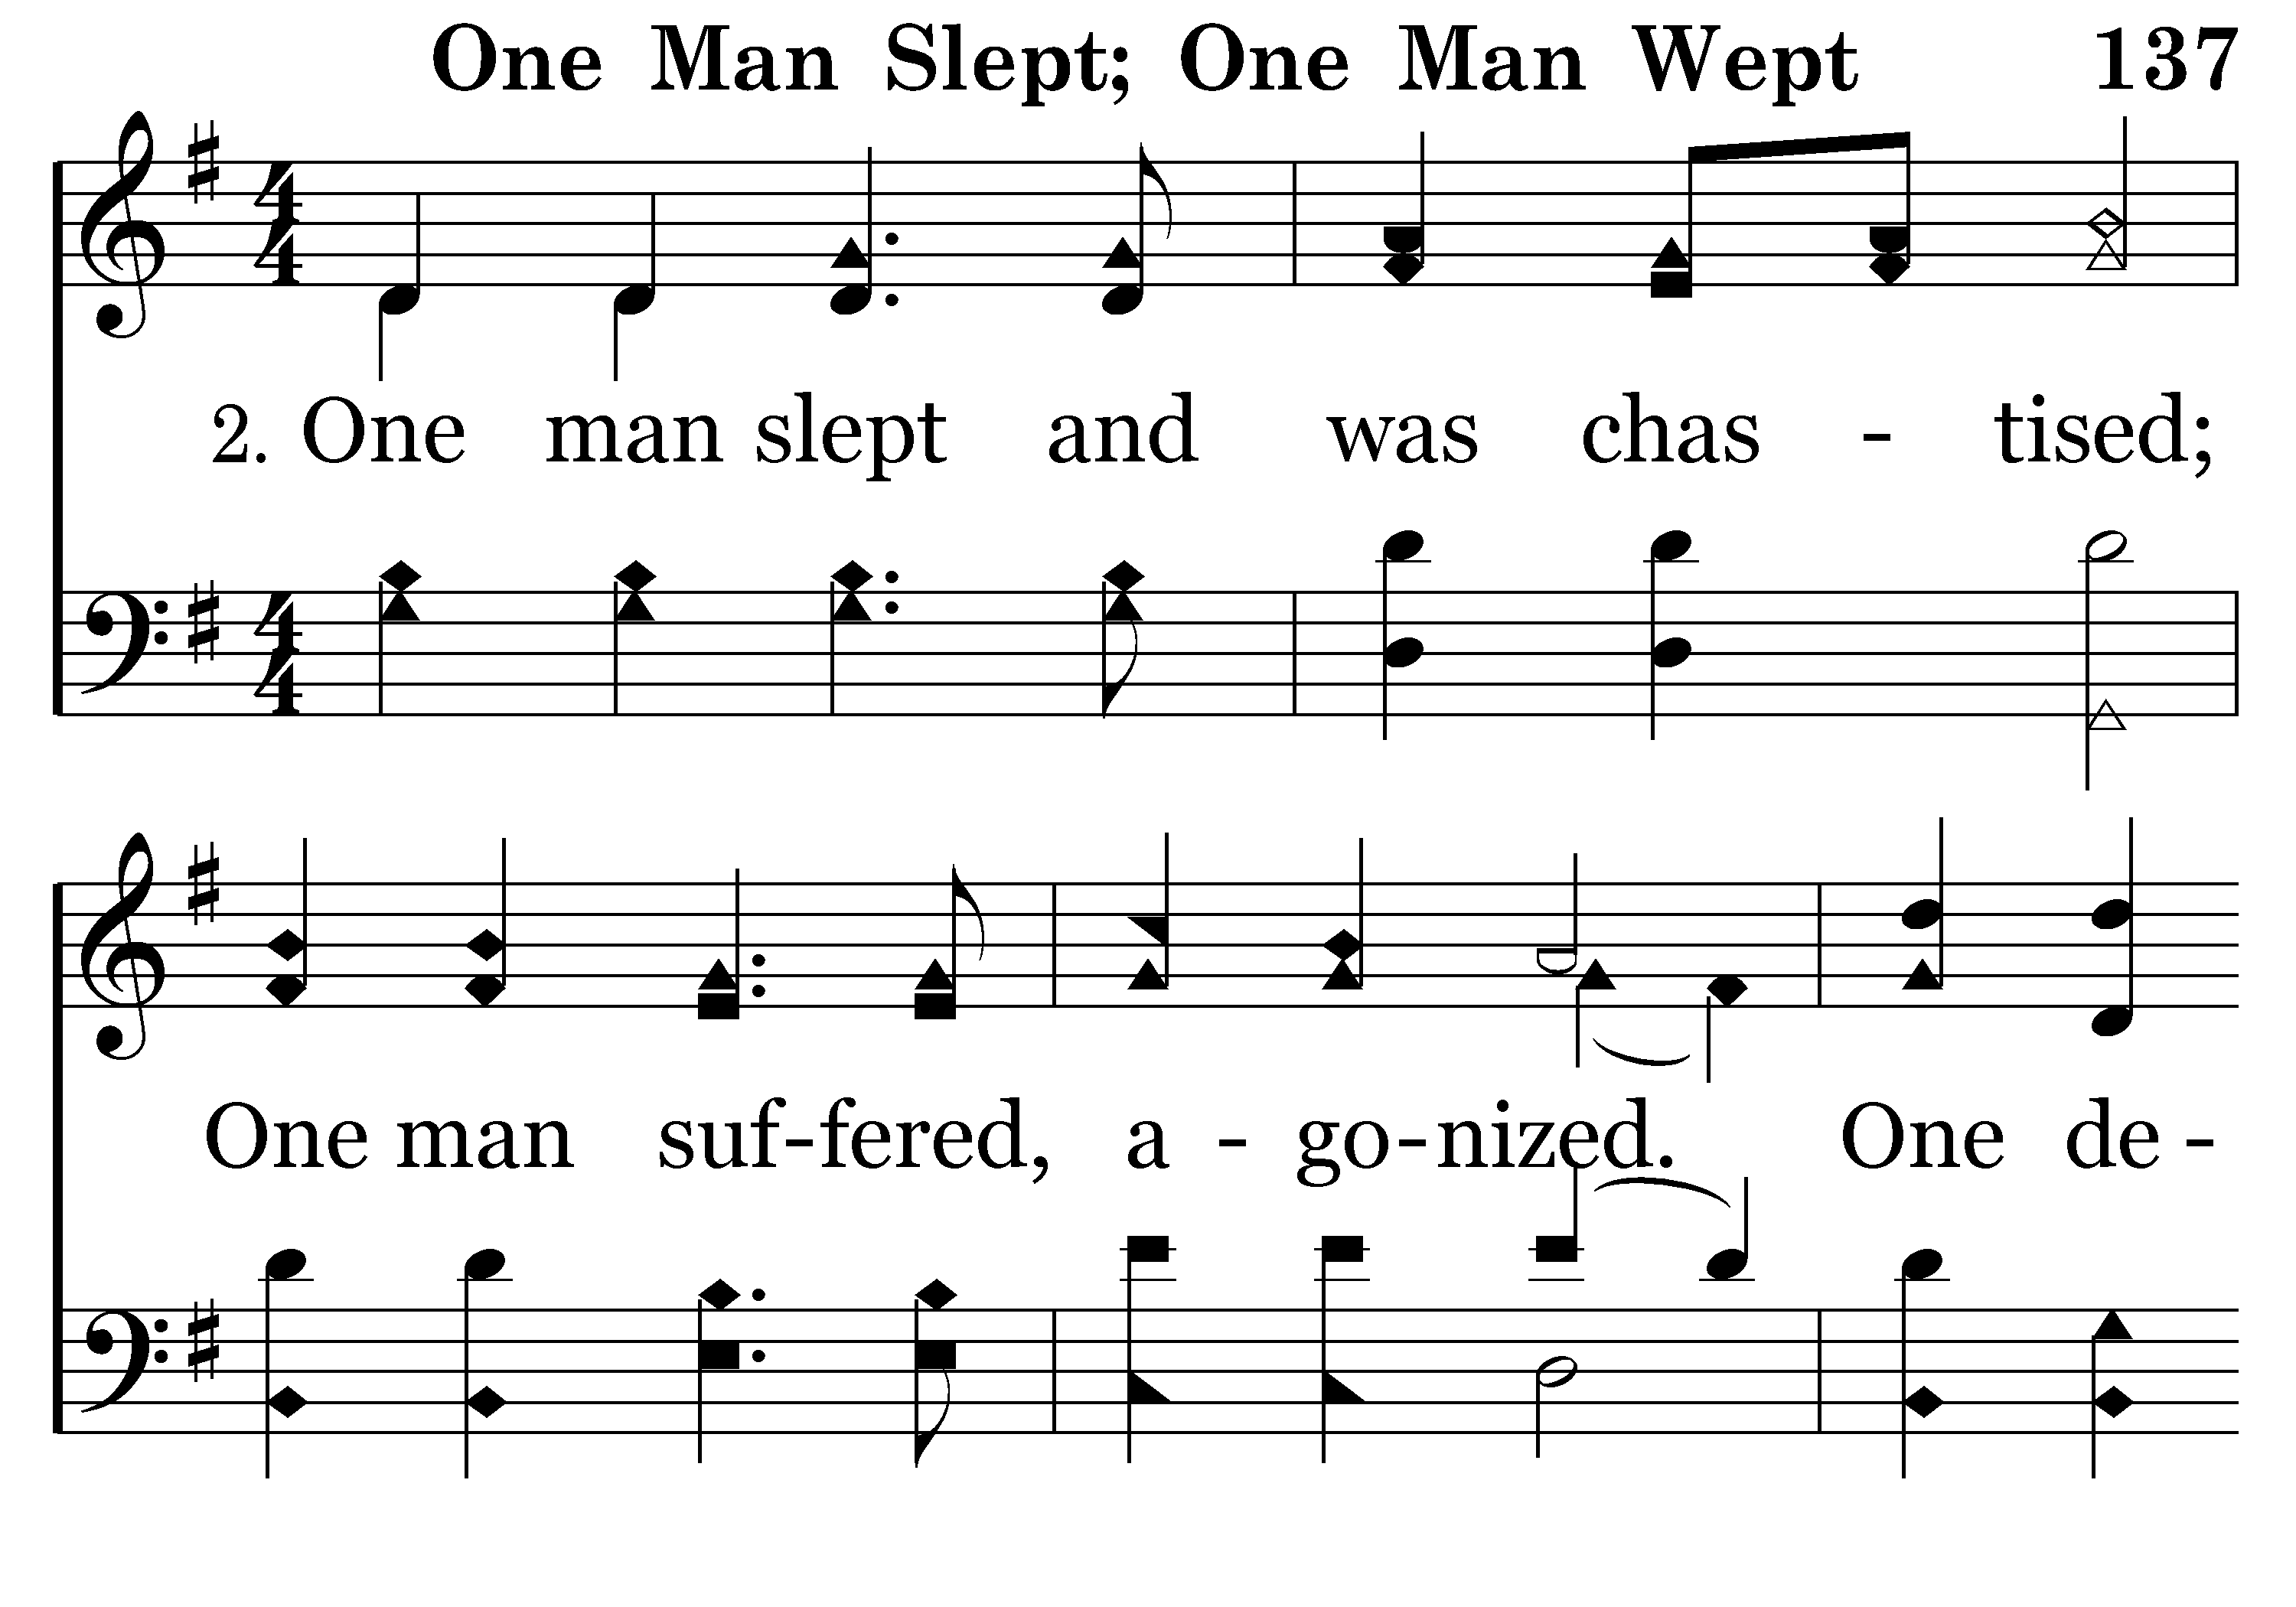 One Man Slept; One Man Wept 137
2. One man slept and was chas - tised;
One man suf-fered, a - go-nized. One de -